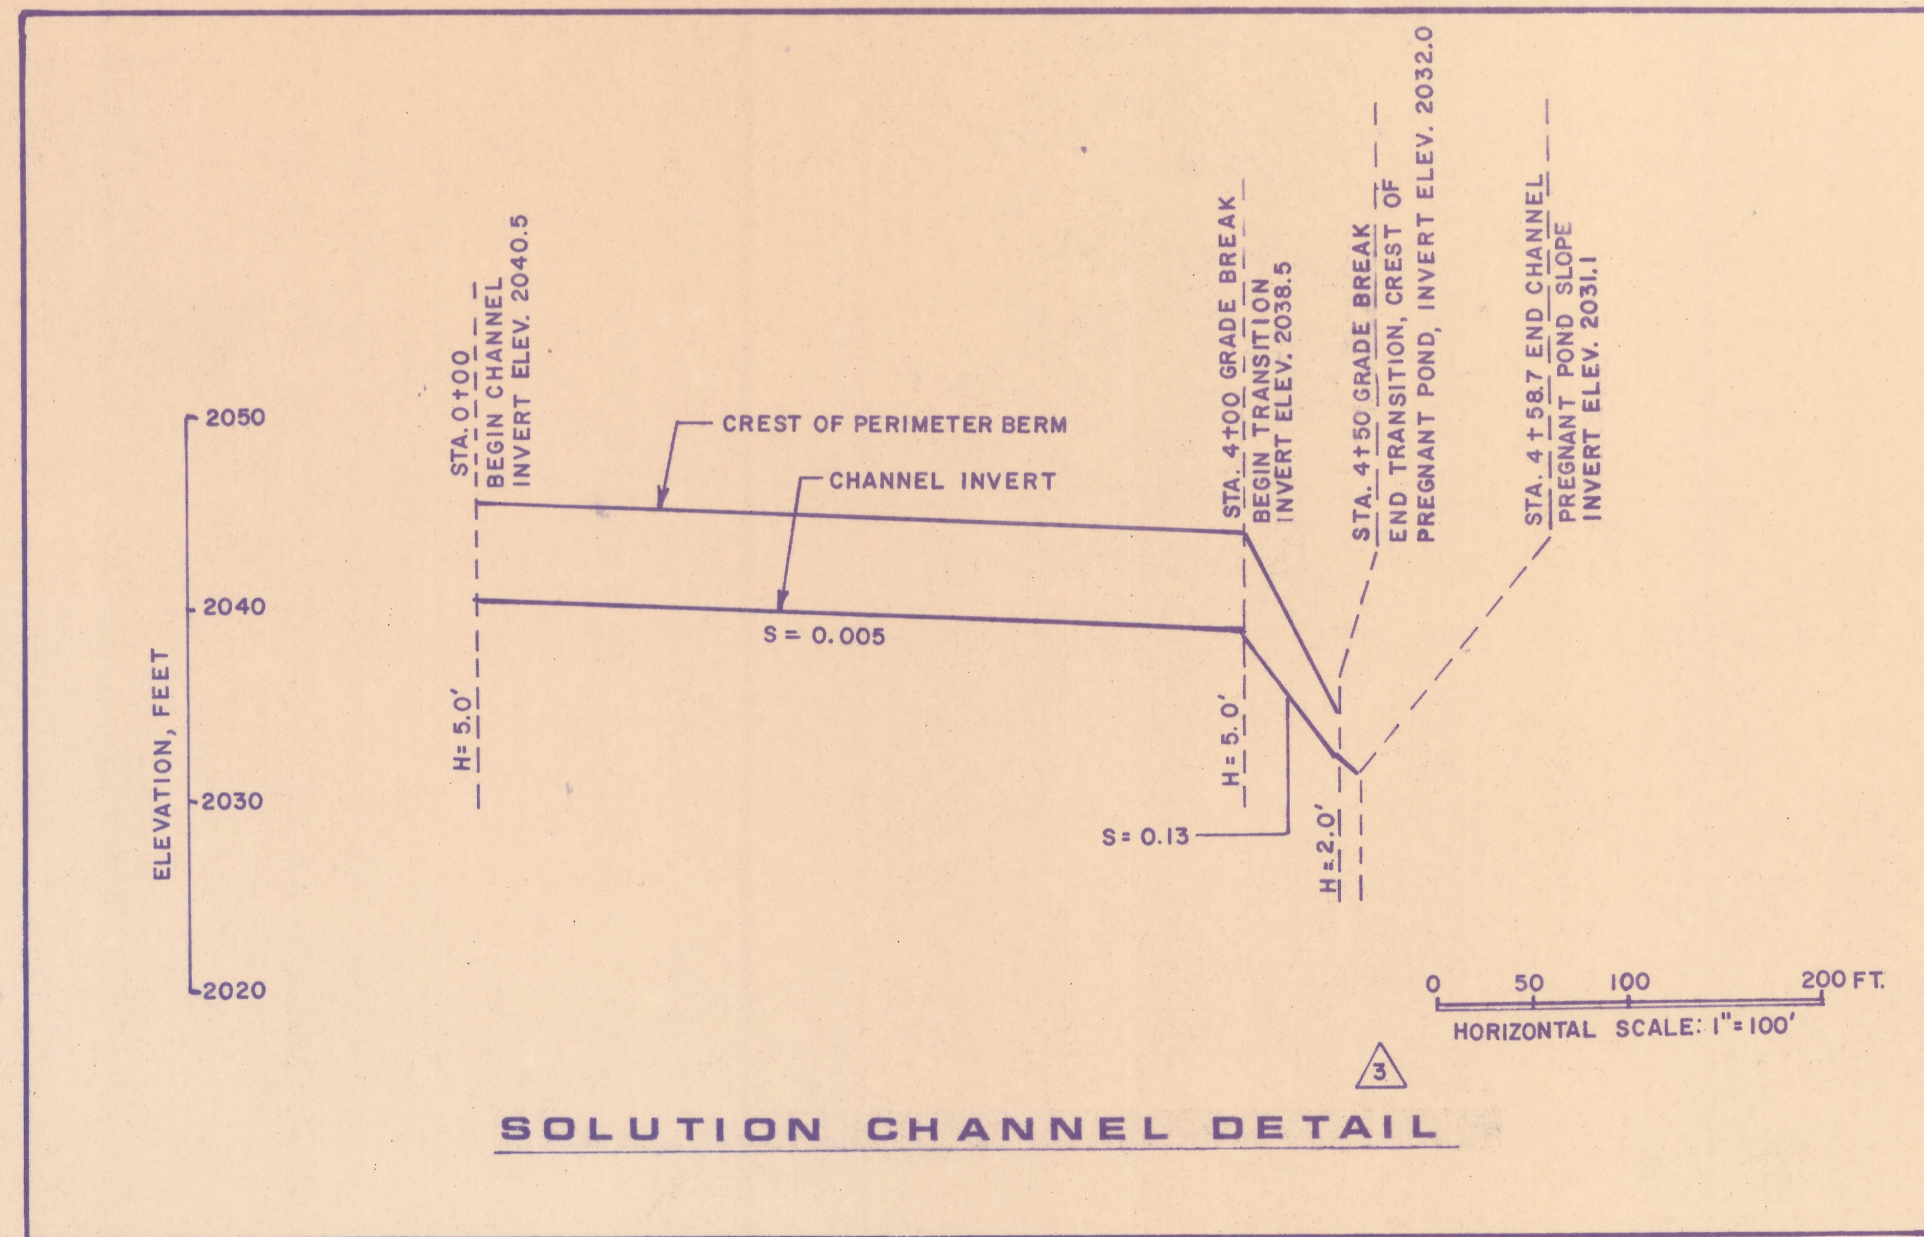 STA. 0+00
BEGIN CHANNEL
INVERT ELEV. 2040.5
STA. 4+00 GRADE BREAK
BEGIN TRANSITION
INVERT ELEV. 2038.5
STA. 4+50 GRADE BREAK
END TRANSITION, CREST OF
PREGNANT POND, INVERT ELEV. 2032.0
STA. 4+58.7 END CHANNEL
PREGNANT POND SLOPE
INVERT ELEV. 2031.1
2050
2040
2030
2020
ELEVATION, FEET
CREST OF PERIMETER BERM
CHANNEL INVERT
S = 0.005
H= 5.0'
H= 5.0'
S= 0.13
H= 2.0'
0 50 100 200 FT.
HORIZONTAL SCALE: 1"=100'
3
SOLUTION CHANNEL DETAIL